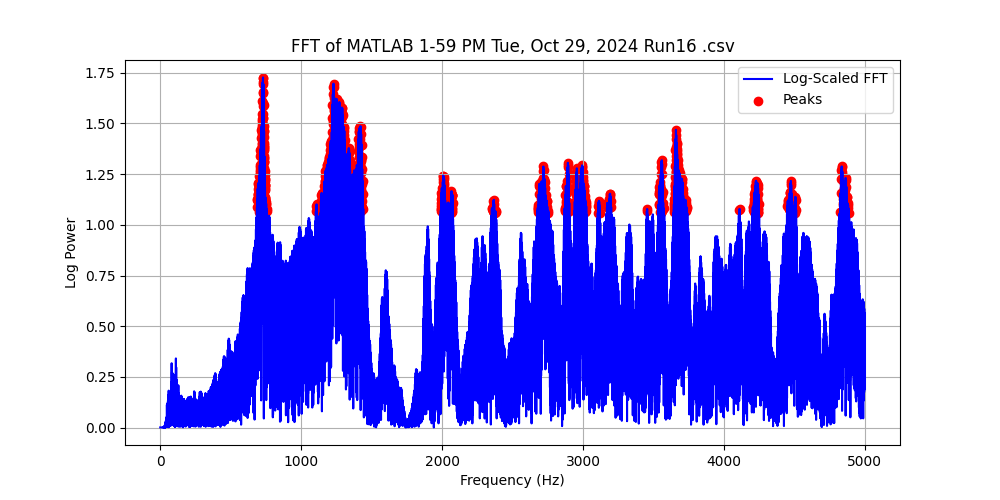 FFT of MATLAB 1-59 PM Tue, Oct 29, 2024 Run16 .csv
Log-Scaled FFT
Peaks
Log Power
1.75
1.50
1.25
1.00
0.75
0.50
0.25
0.00
0 1000 2000 3000 4000 5000
Frequency (Hz)